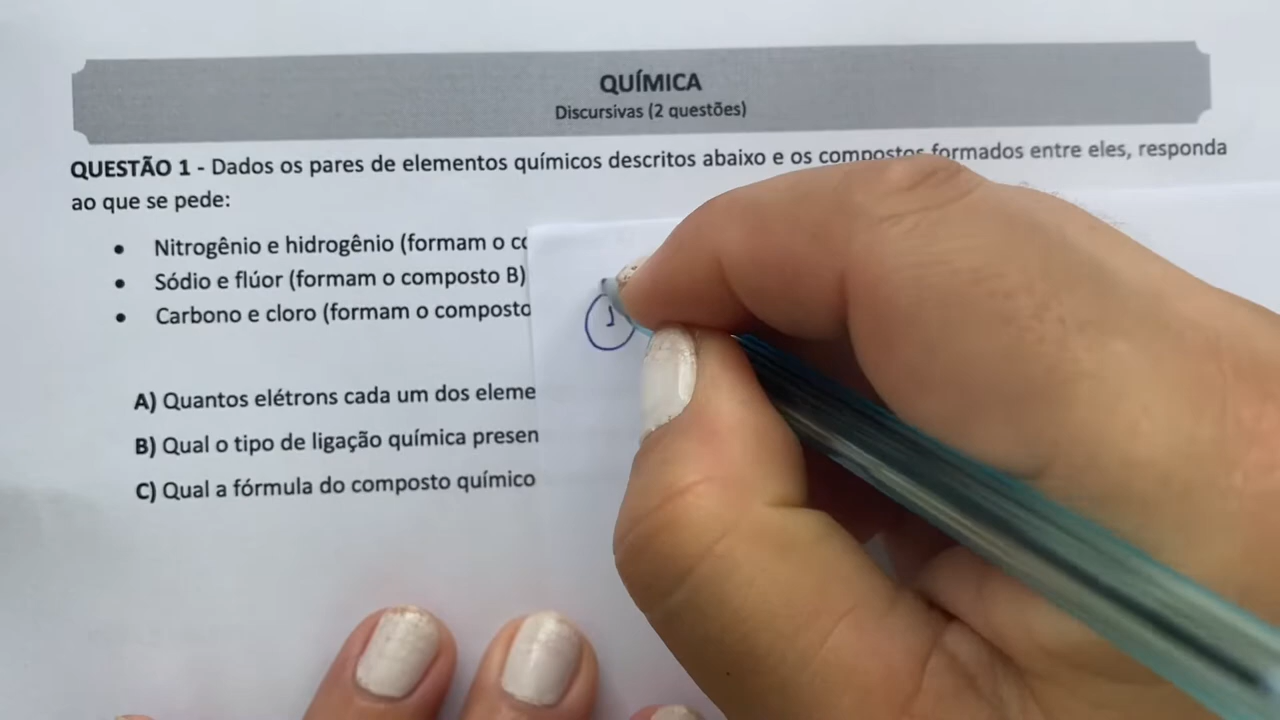 QUÍMICA
Discursivas (2 questões)
QUESTÃO 1 - Dados os pares de elementos químicos descritos abaixo e os compostos formados entre eles, responda
ao que se pede:
• Nitrogênio e hidrogênio (formam o
• Sódio e flúor (formam o composto B)
• Carbono e cloro (formam o composto
1
A) Quantos elétrons cada um dos eleme
B) Qual o tipo de ligação química presen
C) Qual a fórmula do composto químico